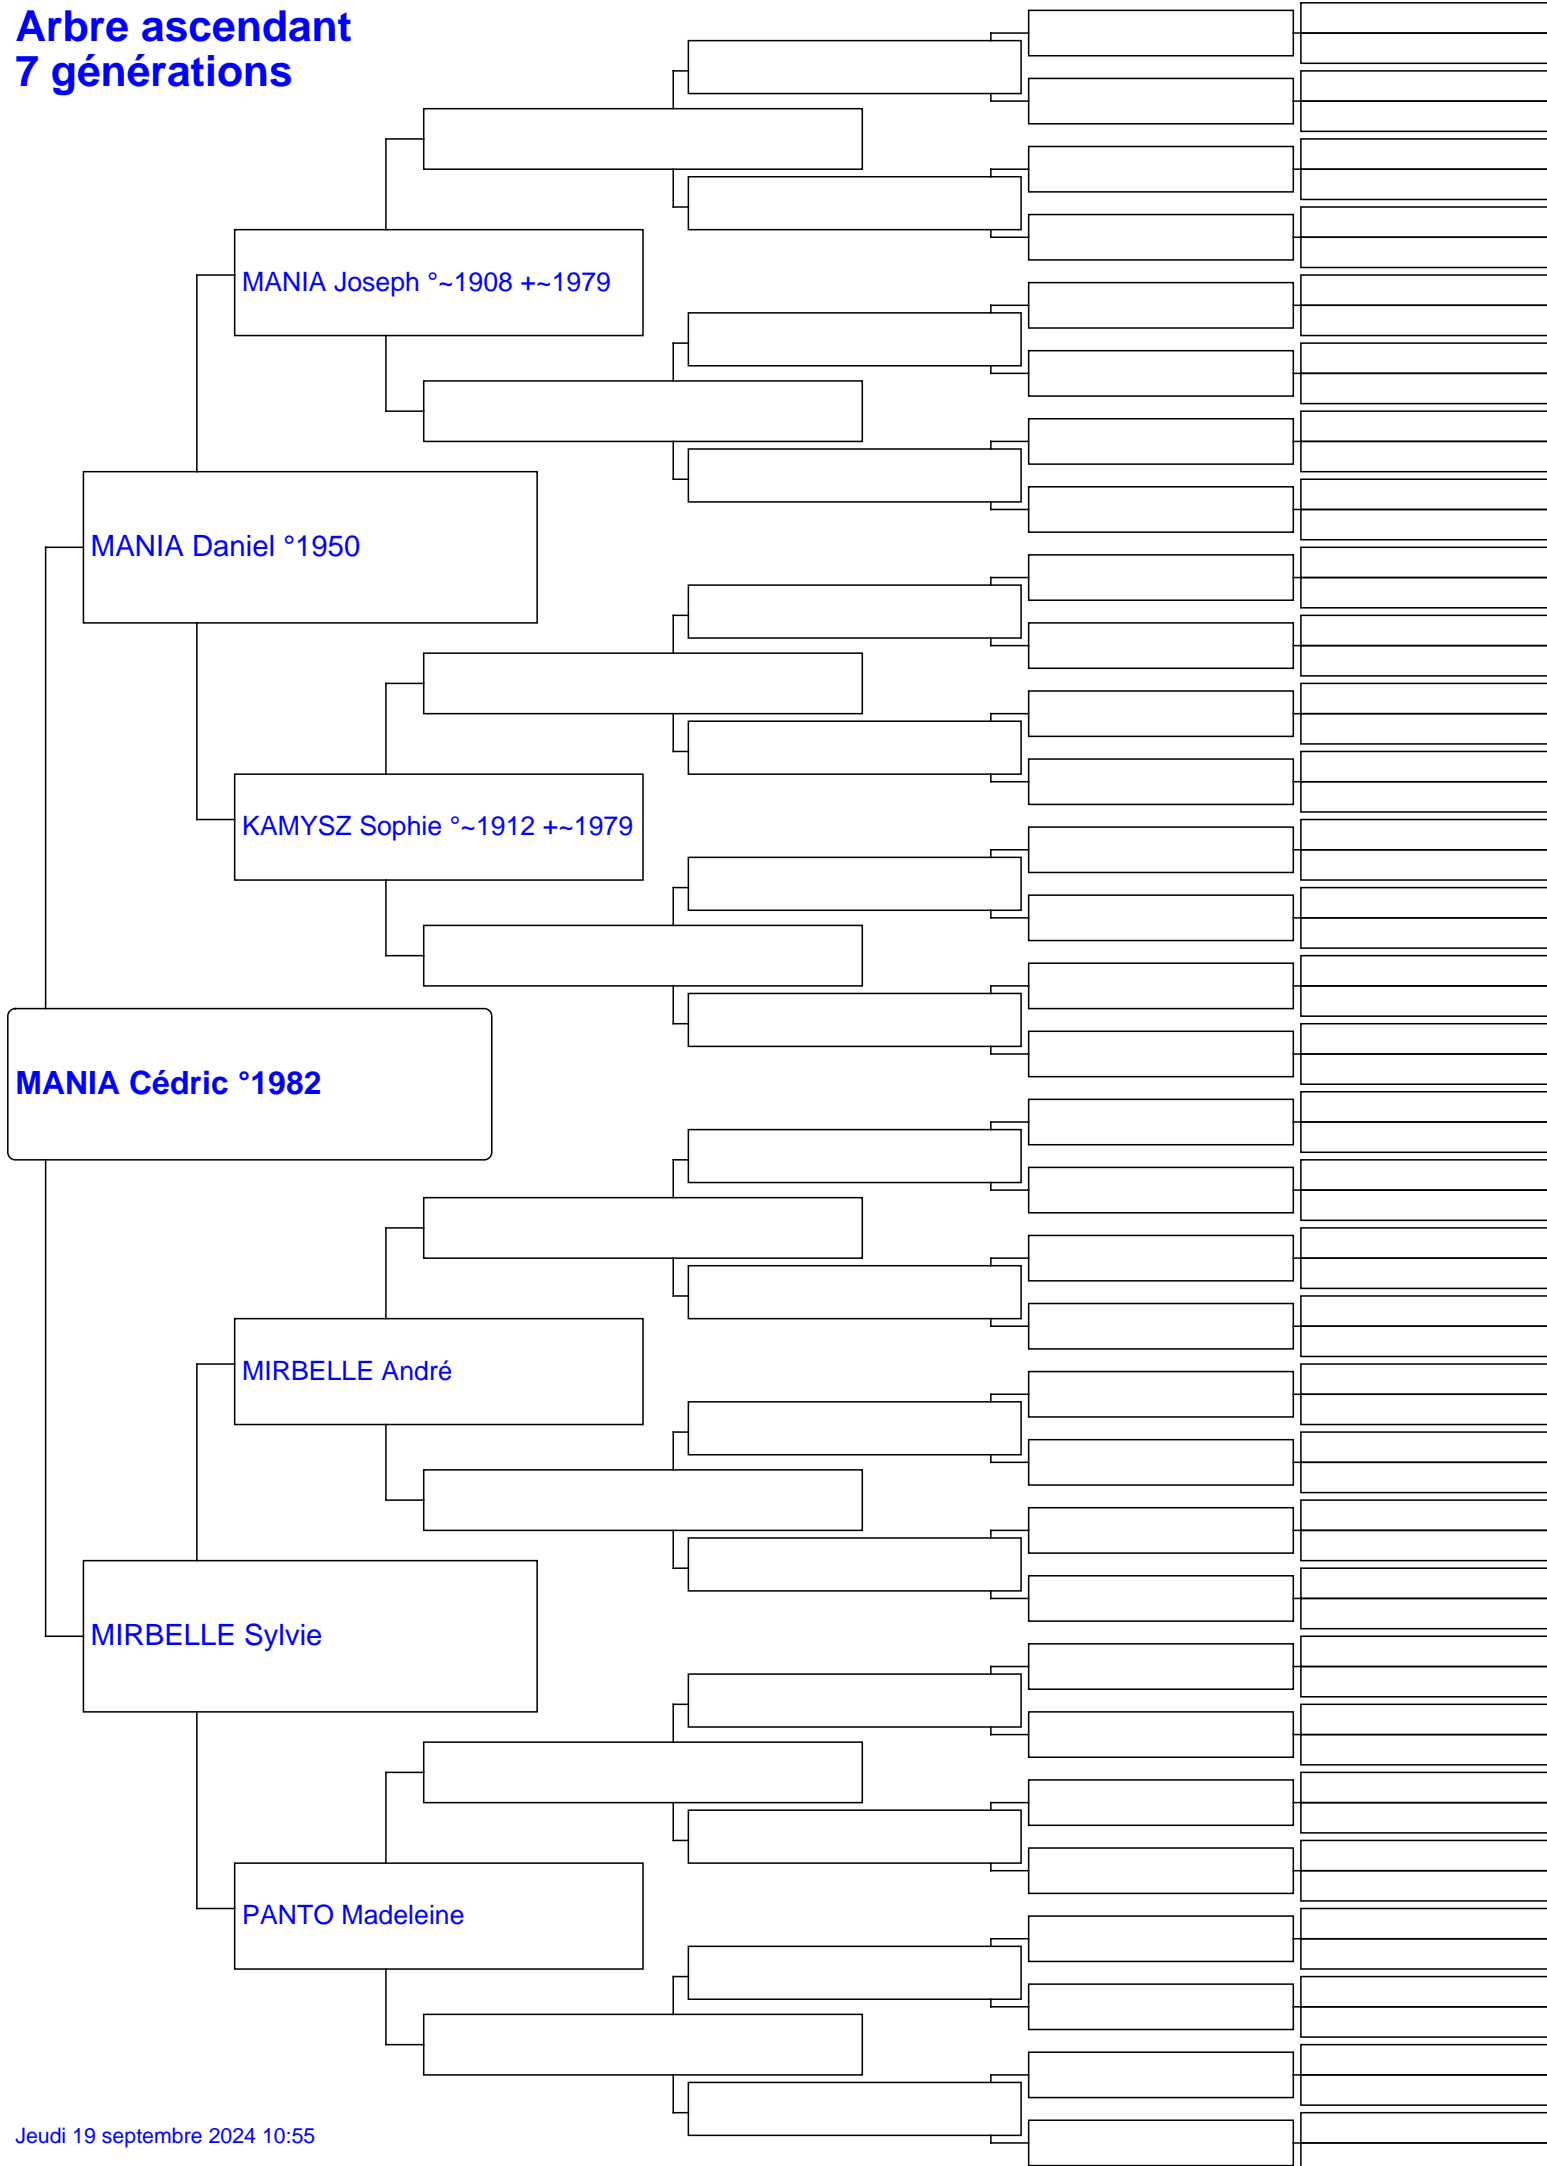 Arbre ascendant
7 générations
MANIA Joseph °~1908 +~1979
MANIA Daniel °1950
KAMYSZ Sophie °~1912 +~1979
MANIA Cédric °1982
MIRBELLE André
MIRBELLE Sylvie
PANTO Madeleine
Jeudi 19 septembre 2024 10:55